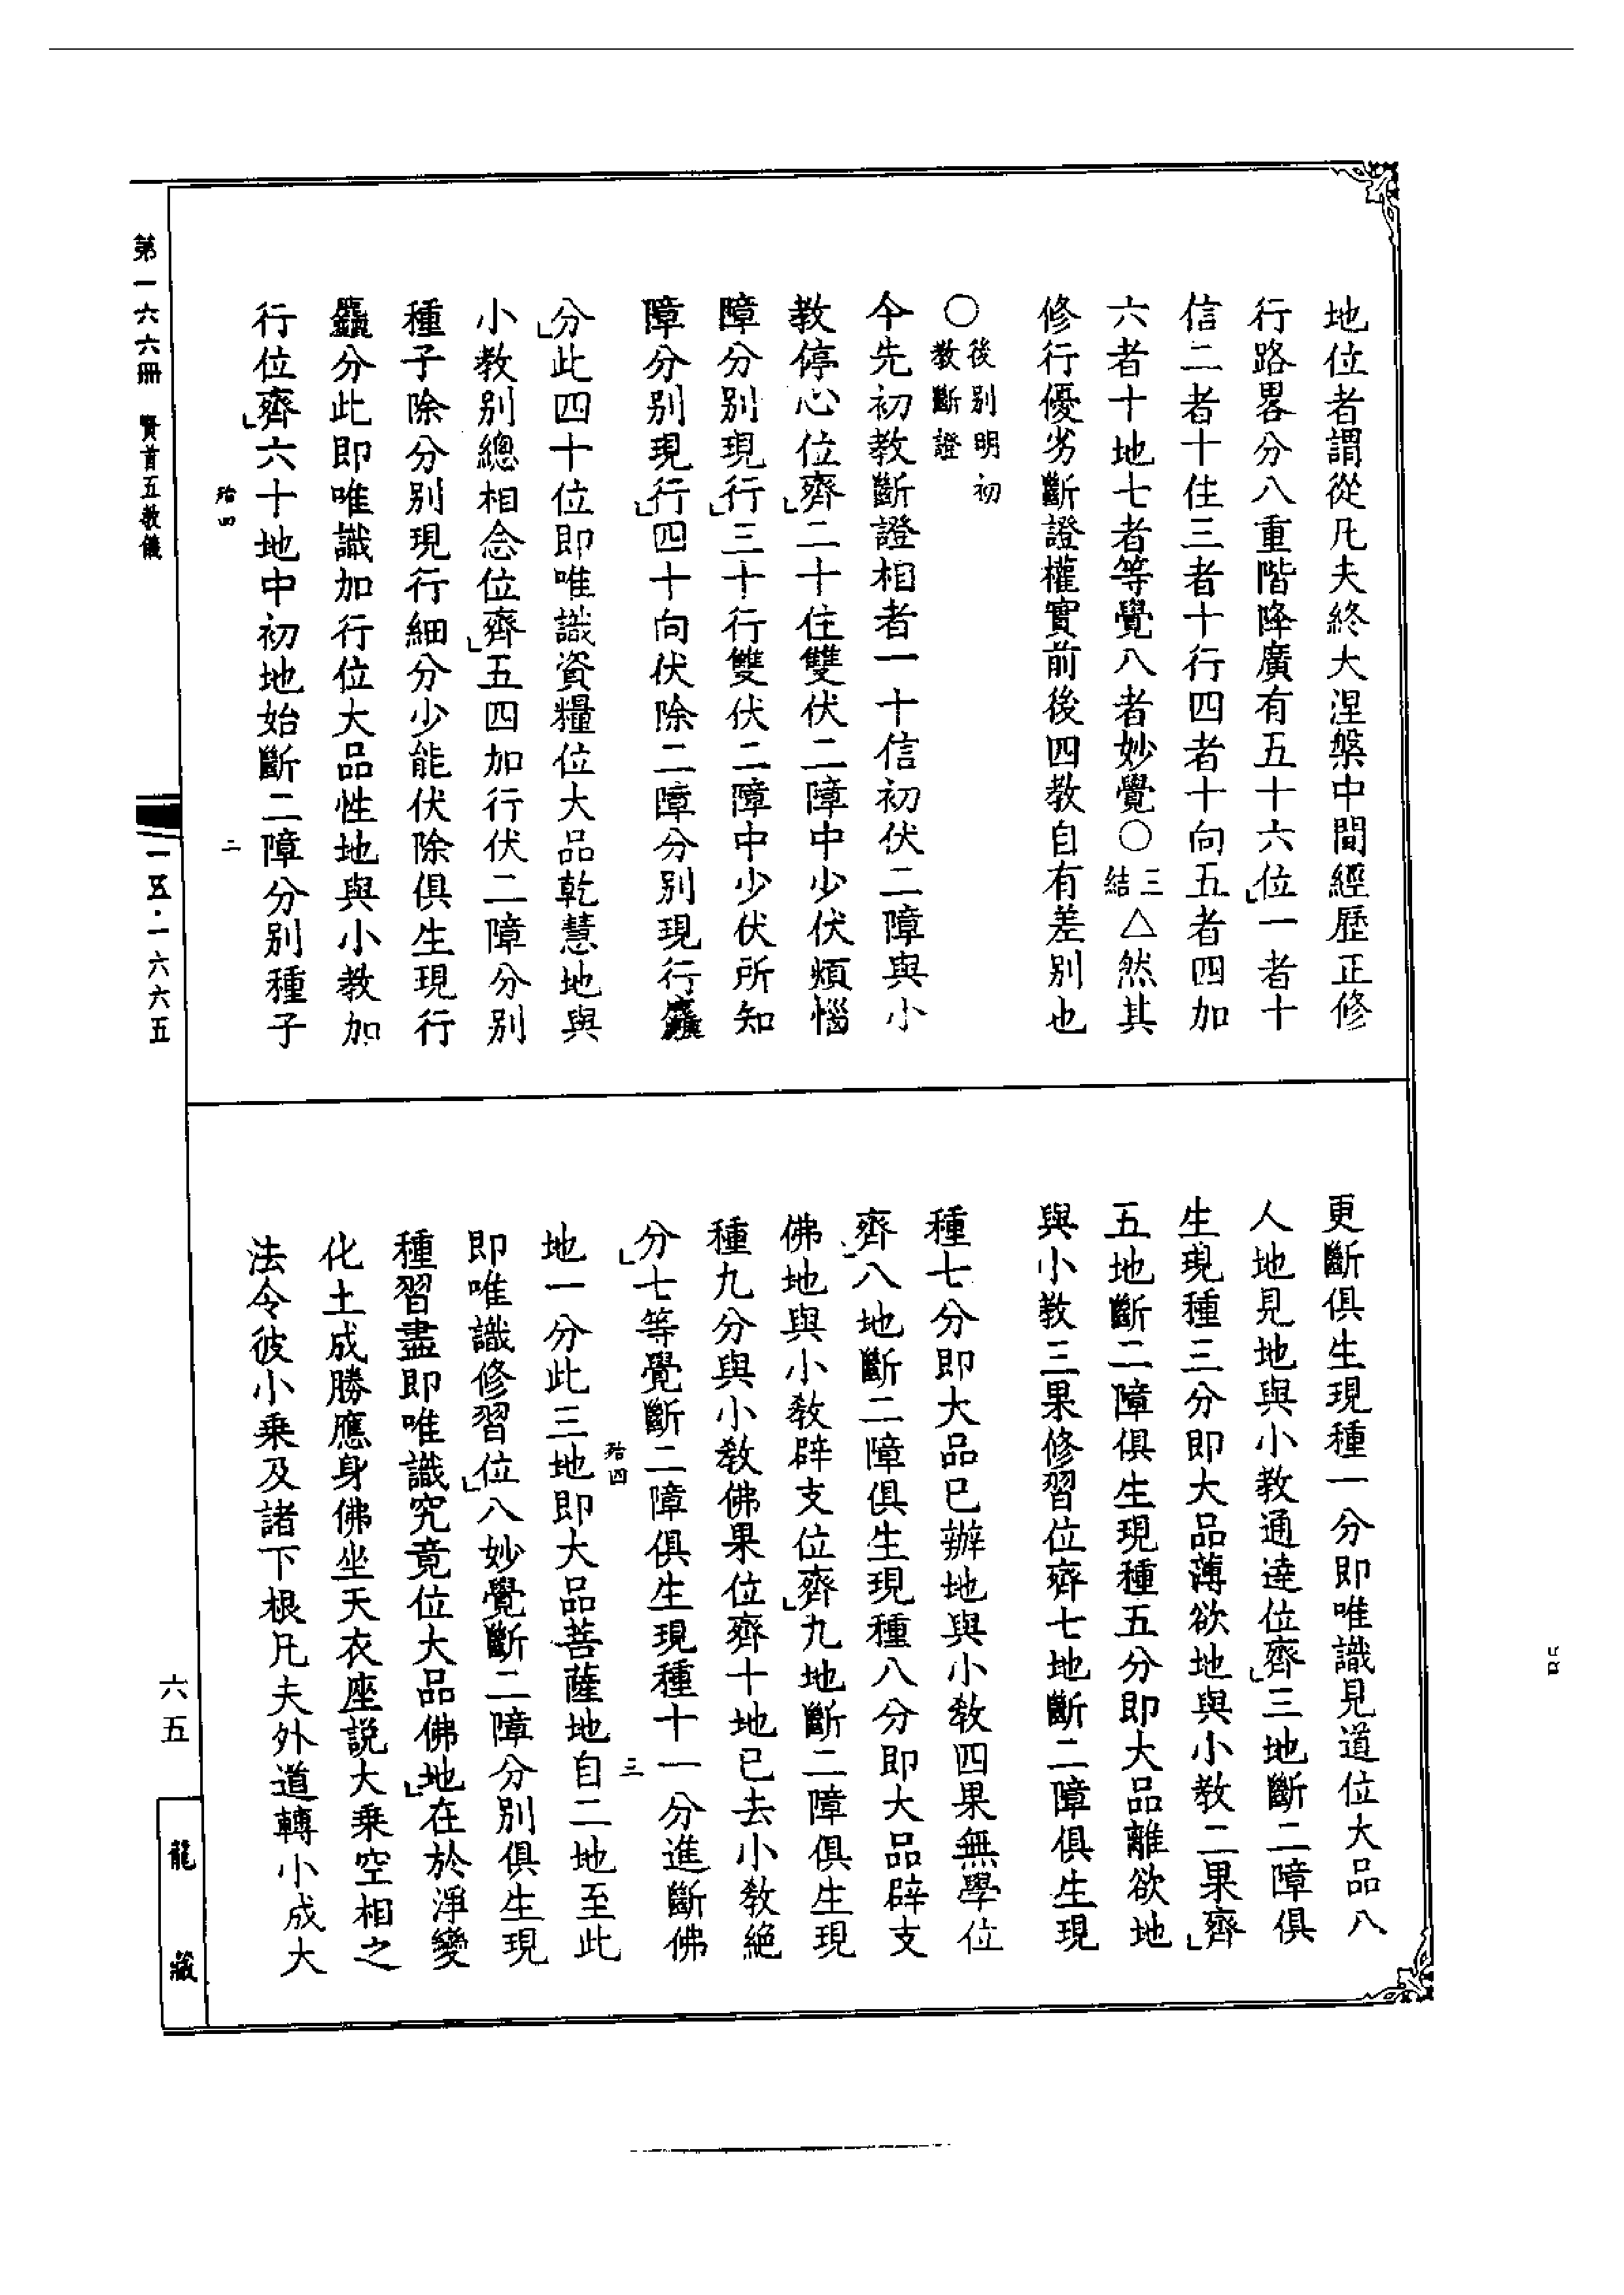 地位者謂從凡夫終大涅槃中間經歷正修
行路畧分八重階降廣有五十六位一者十
信二者十住三者十行四者十向五者四加
六者十地七者等覺八者妙覺○三結△然其
修行優劣斷證權實前後四教自有差別也
○後別明初教斷證
今先初教斷證相者一十信初伏二障與小
教停心位齊二十住雙伏二障中少伏煩惱
障分別現行三十行雙伏二障中少伏所知
障分別現行四十向伏除二障分別現行麤
分此四十位即唯識資糧位大品乾慧地與
小教別總相念位齊五四加行伏二障分別
種子除分別現行細分少能伏除俱生現行
麤分此即唯識加行位大品性地與小教加
行位齊六十地中初地始斷二障分別種子
殆四
二
更斷俱生現種一分即唯識見道位大品八
人地見地與小教通達位齊三地斷二障俱
生現種三分即大品薄欲地與小教二果齊
五地斷二障俱生現種五分即大品離欲地
與小教三果修習位齊七地斷二障俱生現
種七分即大品已辦地與小教四果無學位
齊八地斷二障俱生現種八分即大品辟支
佛地與小教辟支位齊九地斷二障俱生現
種九分與小教佛果位齊十地已去小教絕
分七等覺斷二障俱生現種十一分進斷佛
殆四
三
地一分此三地即大品菩薩地自二地至此
即唯識修習位八妙覺斷二障分別俱生現
種習盡即唯識究竟位大品佛地在於淨變
化土成勝應身佛坐天衣座説大乘空相之
法令彼小乘及諸下根凡夫外道轉小成大
第一六六冊
賢首五教儀
一五·一六六五
六五
龍藏